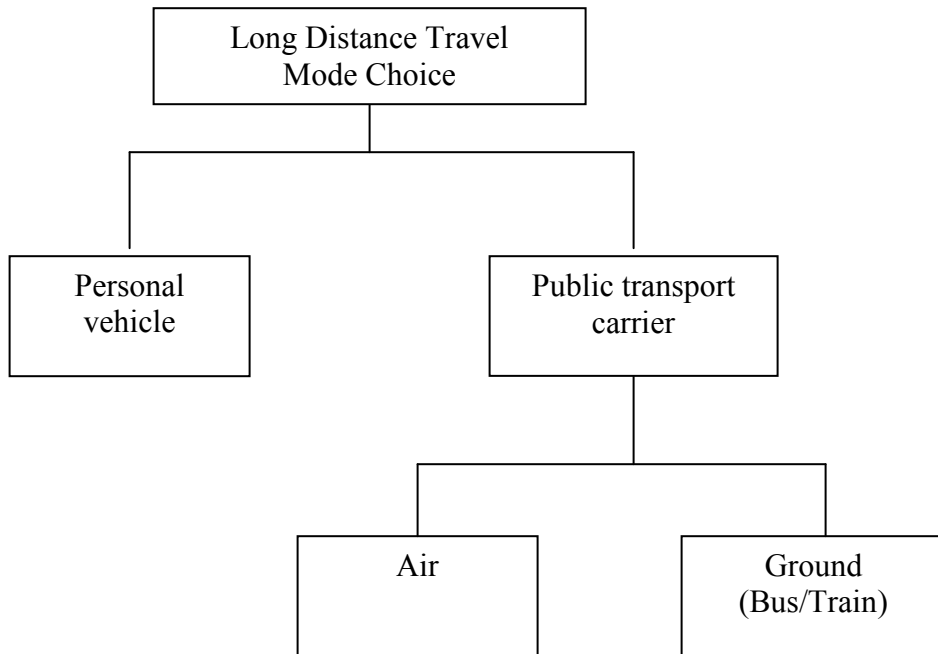 Long Distance Travel
Mode Choice
Personal
vehicle
Public transport
carrier
Air
Ground
(Bus/Train)